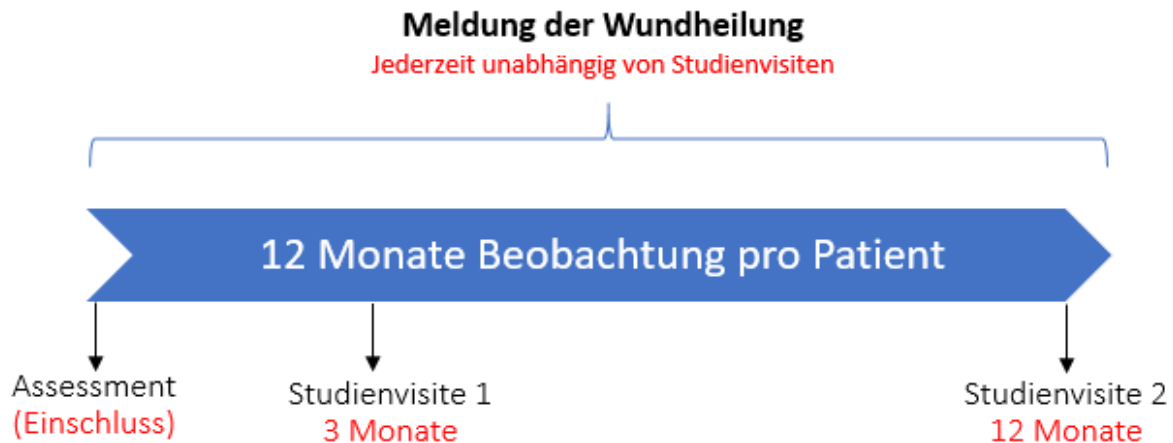 Meldung der Wundheilung
Jederzeit unabhängig von Studienvisiten
12 Monate Beobachtung pro Patient
Assessment
(Einschluss)
Studienvisite 1
3 Monate
Studienvisite 2
12 Monate